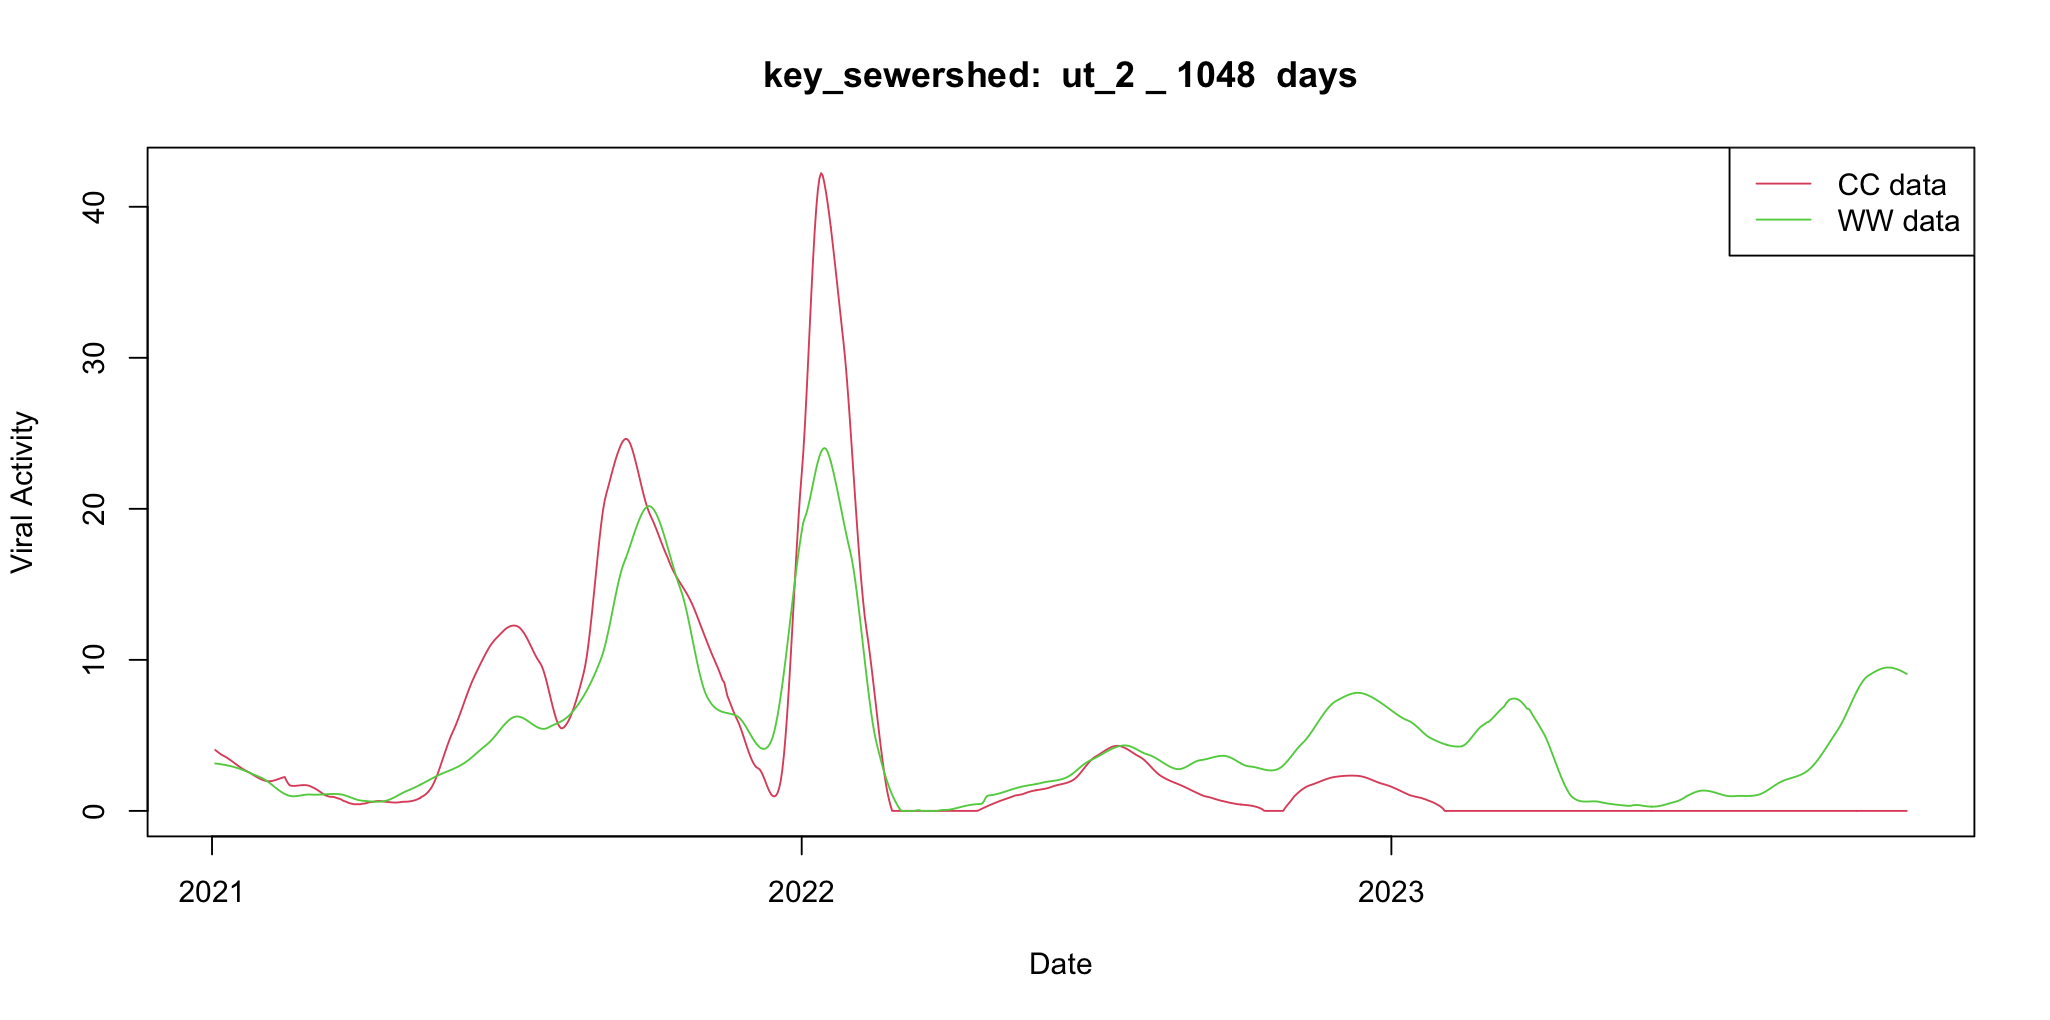 key_sewershed:  ut_2 _ 1048  days
CC data
WW data
Viral Activity
40
30
20
10
0
2021
2022
2023
Date